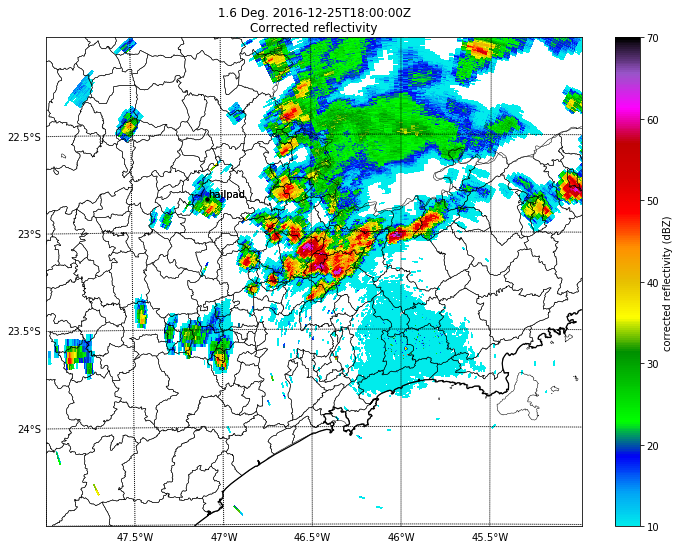 1.6 Deg. 2016-12-25T18:00:00Z
Corrected reflectivity
22.5°S
23°S
23.5°S
24°S
47.5°W
47°W
46.5°W
46°W
45.5°W
hailpad
70
60
50
40
30
20
10
corrected reflectivity (dBZ)